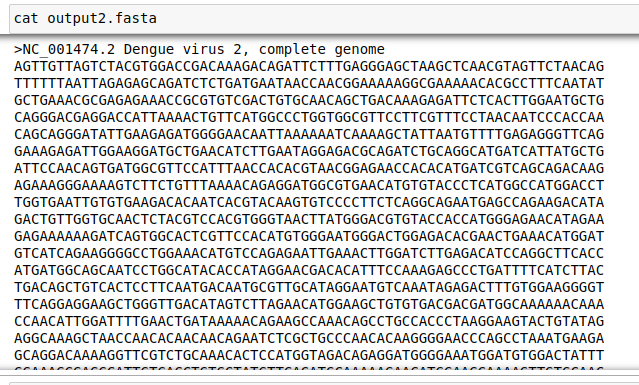 cat output2.fasta
>NC_001474.2 Dengue virus 2, complete genome
AGTTGTTAGTCTACGTGGACCGACAAAGACAGATTCTTTGAGGGAGCTAAGCTCAACGTAGTTCTAACAG
TTTTTTAATTAGAGAGCAGATCTCTGATGAATAACCAACGGAAAAAGGCGAAAAACACGCCTTTCAATAT
GCTGAAACGCGAGAGAAACCGCGTGTCGACTGTGCAACAGCTGACAAAGAGATTCTCACTTGGAATGCTG
CAGGGACGAGGACCATTAAAACTGTTCATGGCCCTGGTGGCGTTCCTTCGTTTCCTAACAATCCCACCAA
CAGCAGGGATATTGAAGAGATGGGGAACAATTAAAAAATCAAAAGCTATTAATGTTTTGAGAGGGTTCAG
GAAAGAGATTGGAAGGATGCTGAACATCTTGAATAGGAGACGCAGATCTGCAGGCATGATCATTATGCTG
ATTCCAACAGTGATGGCGTTCCATTTAACCACACGTAACGGAGAACCACACATGATCGTCAGCAGACAAG
AGAAAGGGAAAAGTCTTCTGTTTAAAACAGAGGATGGCGTGAACATGTGTACCCTCATGGCCATGGACCT
TGGTGAATTGTGTGAAGACACAATCACGTACAAGTGTCCCCTTCTCAGGCAGAATGAGCCAGAAGACATA
GACTGTTGGTGCAACTCTACGTCCACGTGGGTAACTTATGGGACGTGTACCACCATGGGAGAACATAGAA
GAGAAAAAAGATCAGTGGCACTCGTTCCACATGTGGGAATGGGACTGGAGACACGAACTGAAACATGGAT
GTCATCAGAAGGGGCCTGGAAACATGTCCAGAGAATTGAAACTTGGATCTTGAGACATCCAGGCTTCACC
ATGATGGCAGCAATCCTGGCATACACCATAGGAACGACACATTTCCAAAGAGCCCTGATTTTCATCTTAC
TGACAGCTGTCACTCCTTCAATGACAATGCGTTGCATAGGAATGTCAAATAGAGACTTTGTGGAAGGGGT
TTCAGGAGGAAGCTGGGTTGACATAGTCTTAGAACATGGAAGCTGTGTGACGACGATGGCAAAAAACAAA
CCAACATTGGATTTTGAACTGATAAAAACAGAAGCCAAACAGCCTGCCACCCTAAGGAAGTACTGTATAG
AGGCAAAGCTAACCAACACAACAACAGAATCTCGCTGCCCAACACAAGGGGAACCCAGCCTAAATGAAGA
GCAGGACAAAAGGTTCGTCTGCAAACACTCCATGGTAGACAGAGGATGGGGAAATGGATGTGGACTATTT